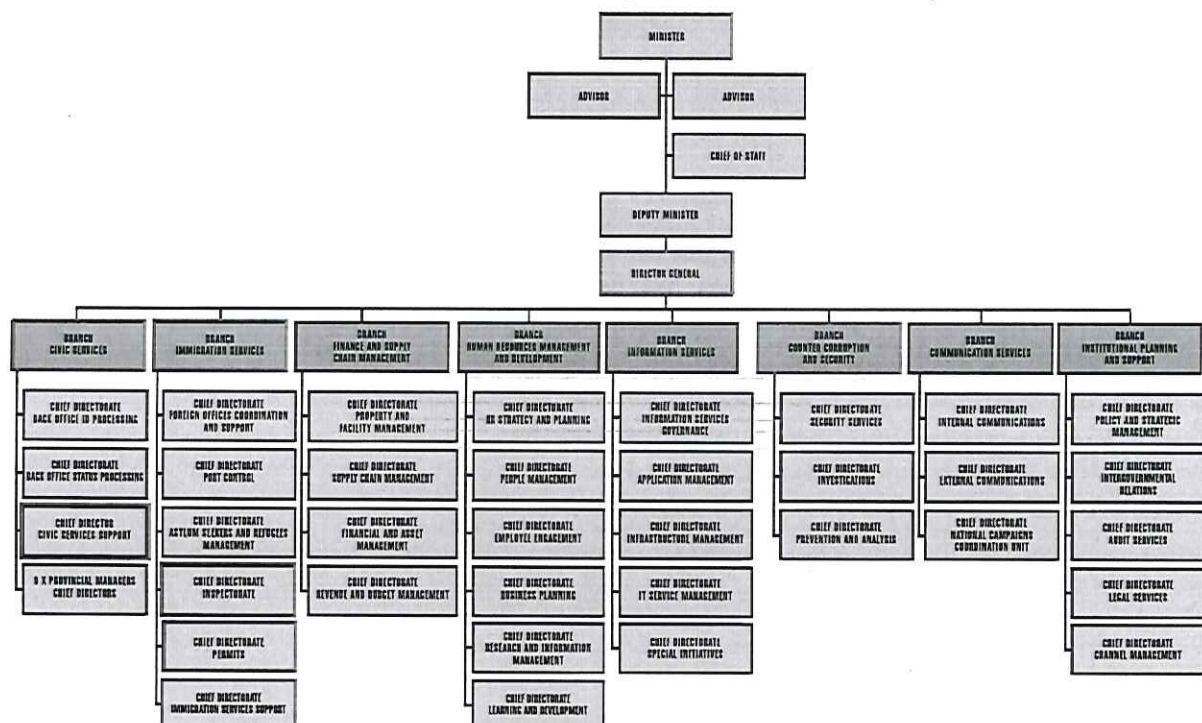 MINISTER
ADVISOR
ADVISOR
CHIEF OF STAFF
DEPUTY MINISTER
DIRECTOR GENERAL
BRANCH
CIVIC SERVICES
CHIEF DIRECTORATE
BACK OFFICE ID PROCESSING
CHIEF DIRECTORATE
BACK OFFICE STATUS PROCESSING
CHIEF DIRECTOR
CIVIC SERVICES SUPPORT
9 X PROVINCIAL MANAGERS
CHIEF DIRECTORS
BRANCH
IMMIGRATION SERVICES
CHIEF DIRECTORATE
FOREIGN OFFICES COORDINATION
AND SUPPORT
CHIEF DIRECTORATE
PORT CONTROL
CHIEF DIRECTORATE
ASYLUM SEEKERS AND REFUGEES
MANAGEMENT
CHIEF DIRECTORATE
INSPECTORATE
CHIEF DIRECTORATE
PERMITS
CHIEF DIRECTORATE
IMMIGRATION SERVICES SUPPORT
BRANCH
FINANCE AND SUPPLY
CHAIN MANAGEMENT
CHIEF DIRECTORATE
PROPERTY AND
FACILITY MANAGEMENT
CHIEF DIRECTORATE
SUPPLY CHAIN MANAGEMENT
CHIEF DIRECTORATE
FINANCIAL AND ASSET
MANAGEMENT
CHIEF DIRECTORATE
REVENUE AND BUDGET MANAGEMENT
BRANCH
HUMAN RESOURCES MANAGEMENT
AND DEVELOPMENT
CHIEF DIRECTORATE
HR STRATEGY AND PLANNING
CHIEF DIRECTORATE
PEOPLE MANAGEMENT
CHIEF DIRECTORATE
EMPLOYEE ENGAGEMENT
CHIEF DIRECTORATE
BUSINESS PLANNING
CHIEF DIRECTORATE
RESEARCH AND INFORMATION
MANAGEMENT
CHIEF DIRECTORATE
LEARNING AND DEVELOPMENT
BRANCH
INFORMATION SERVICES
CHIEF DIRECTORATE
INFORMATION SERVICES
GOVERNANCE
CHIEF DIRECTORATE
APPLICATION MANAGEMENT
CHIEF DIRECTORATE
INFRASTRUCTURE MANAGEMENT
CHIEF DIRECTORATE
IT SERVICE MANAGEMENT
CHIEF DIRECTORATE
SPECIAL INITIATIVES
BRANCH
COUNTER CORRUPTION
AND SECURITY
CHIEF DIRECTORATE
SECURITY SERVICES
CHIEF DIRECTORATE
INVESTIGATIONS
CHIEF DIRECTORATE
PREVENTION AND ANALYSIS
BRANCH
COMMUNICATION SERVICES
CHIEF DIRECTORATE
INTERNAL COMMUNICATIONS
CHIEF DIRECTORATE
EXTERNAL COMMUNICATIONS
CHIEF DIRECTORATE
NATIONAL CAMPAIGNS
COORDINATION UNIT
BRANCH
INSTITUTIONAL PLANNING
AND SUPPORT
CHIEF DIRECTORATE
POLICY AND STRATEGIC
MANAGEMENT
CHIEF DIRECTORATE
INTERGOVERNMENTAL
RELATIONS
CHIEF DIRECTORATE
AUDIT SERVICES
CHIEF DIRECTORATE
LEGAL SERVICES
CHIEF DIRECTORATE
CHANNEL MANAGEMENT